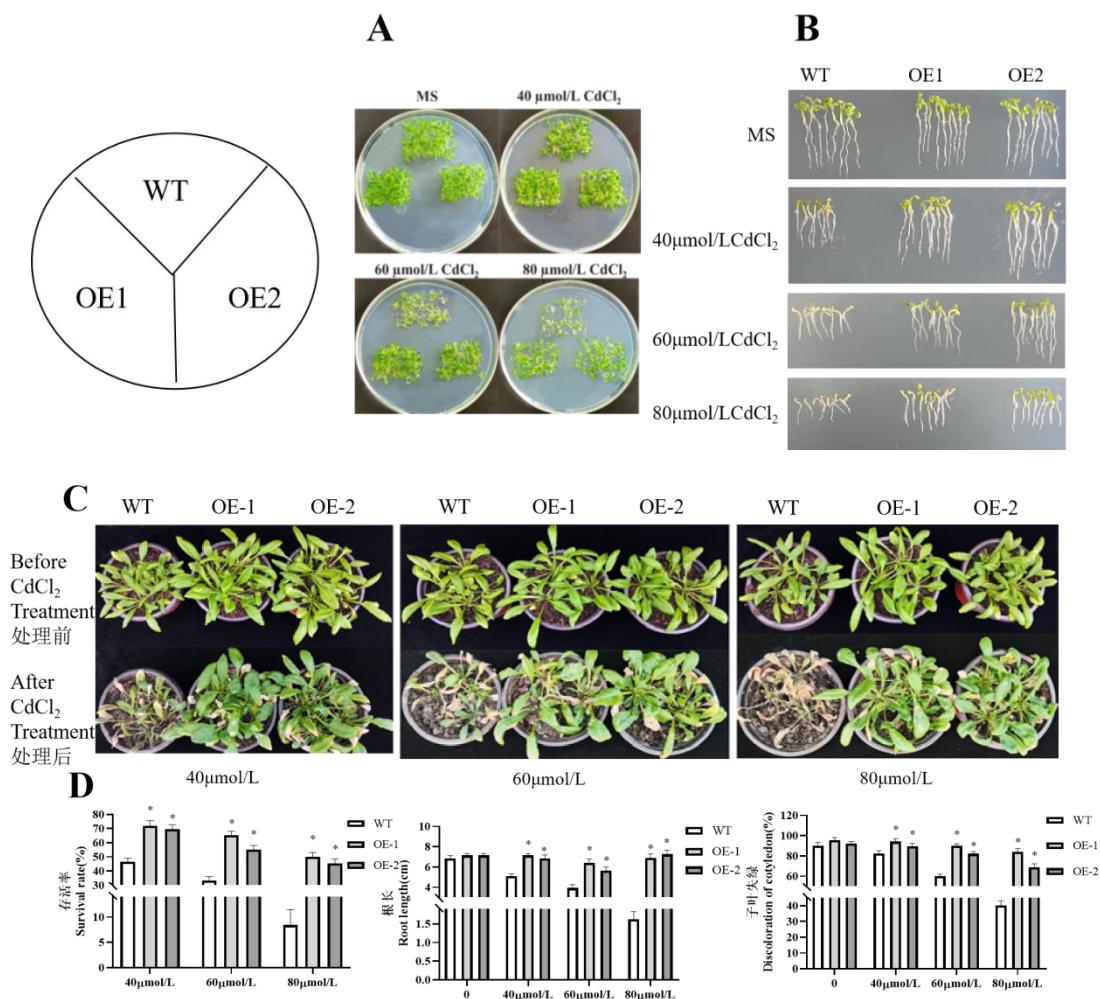 A
B
WT
OE1
OE2
MS
40 μmol/L CdCl₂
60 μmol/L CdCl₂
80 μmol/L CdCl₂
WT
OE1
OE2
MS
40μmol/LCdCl₂
60μmol/LCdCl₂
80μmol/LCdCl₂
C
WT
OE-1
OE-2
WT
OE-1
OE-2
WT
OE-1
OE-2
Before
CdCl₂
Treatment
处理前
After
CdCl₂
Treatment
处理后
40μmol/L
60μmol/L
80μmol/L
D
存活率
Survival rate(%)
80
70
60
50
40
30
10
5
0
* * * * * *
40μmol/L
60μmol/L
80μmol/L
WT
OE-1
OE-2
根长
Root length(cm)
12
10
8
6
4
1.5
1.0
0.5
0.0
* * * * * *
0
40μmol/L
60μmol/L
80μmol/L
WT
OE-1
OE-2
子叶失绿
Discoloration of cotyledon(%)
120
100
80
60
40
30
20
10
0
* * * * * *
0
40μmol/L
60μmol/L
80μmol/L
WT
OE-1
OE-2